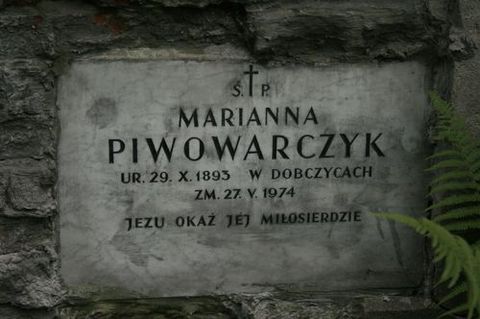 Ś. † P.
MARIANNA
PIWOWARCZYK
UR. 29. X. 1893 W DOBCZYCACH
ZM. 27. V. 1974
JEZU OKAŻ JEJ MIŁOSIERDZIE